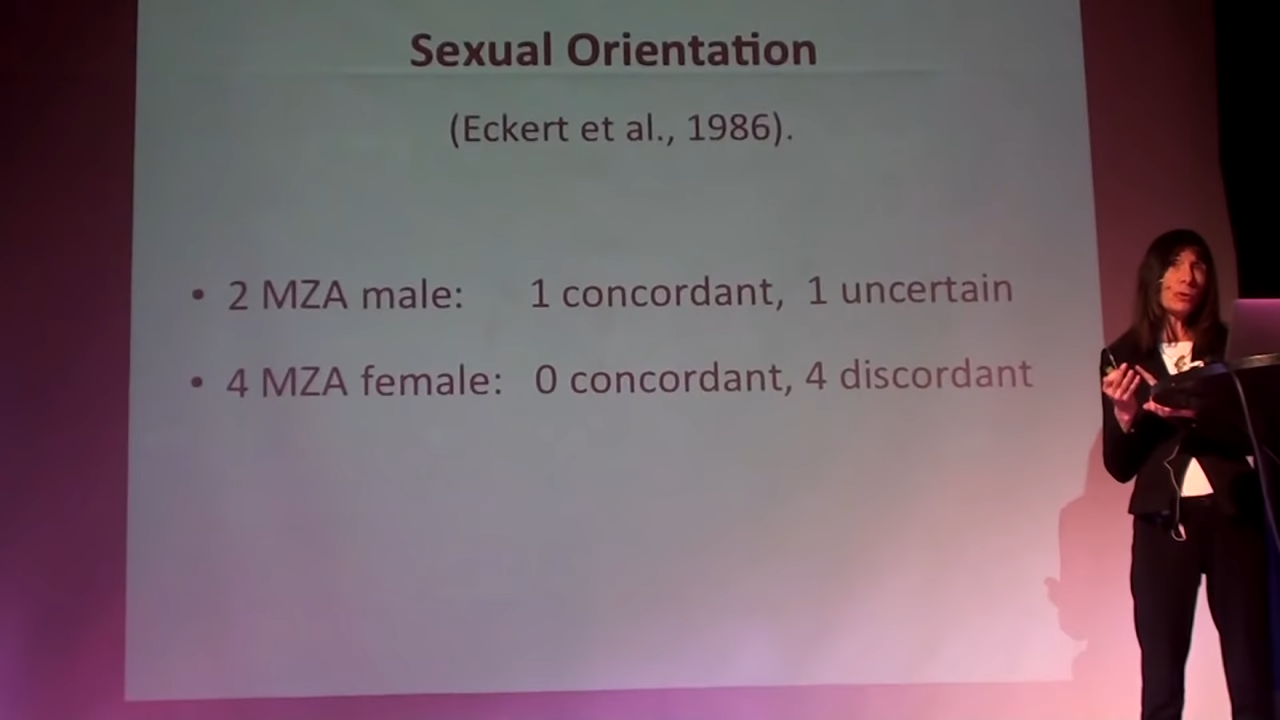 Sexual Orientation
(Eckert et al., 1986).
• 2 MZA male: 1 concordant, 1 uncertain
• 4 MZA female: 0 concordant, 4 discordant